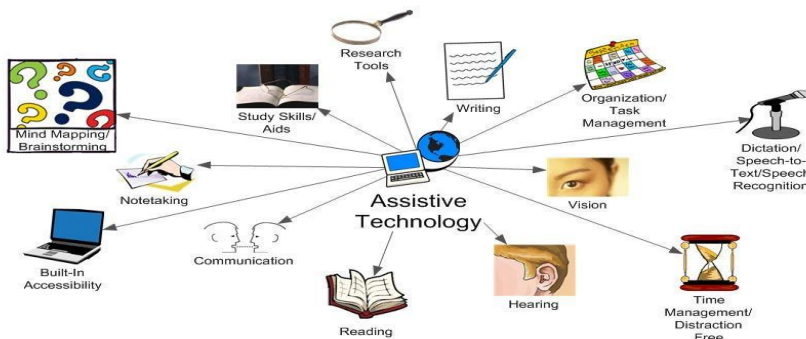 Research
Tools
Writing
Organization/
Task
Management
Study Skills/
Aids
Mind Mapping/
Brainstorming
Dictation/
Speech-to-
Text/Speech
Recognition
Notetaking
Assistive
Technology
Vision
Communication
Built-In
Accessibility
Hearing
Reading
Time
Management/
Distraction
Free